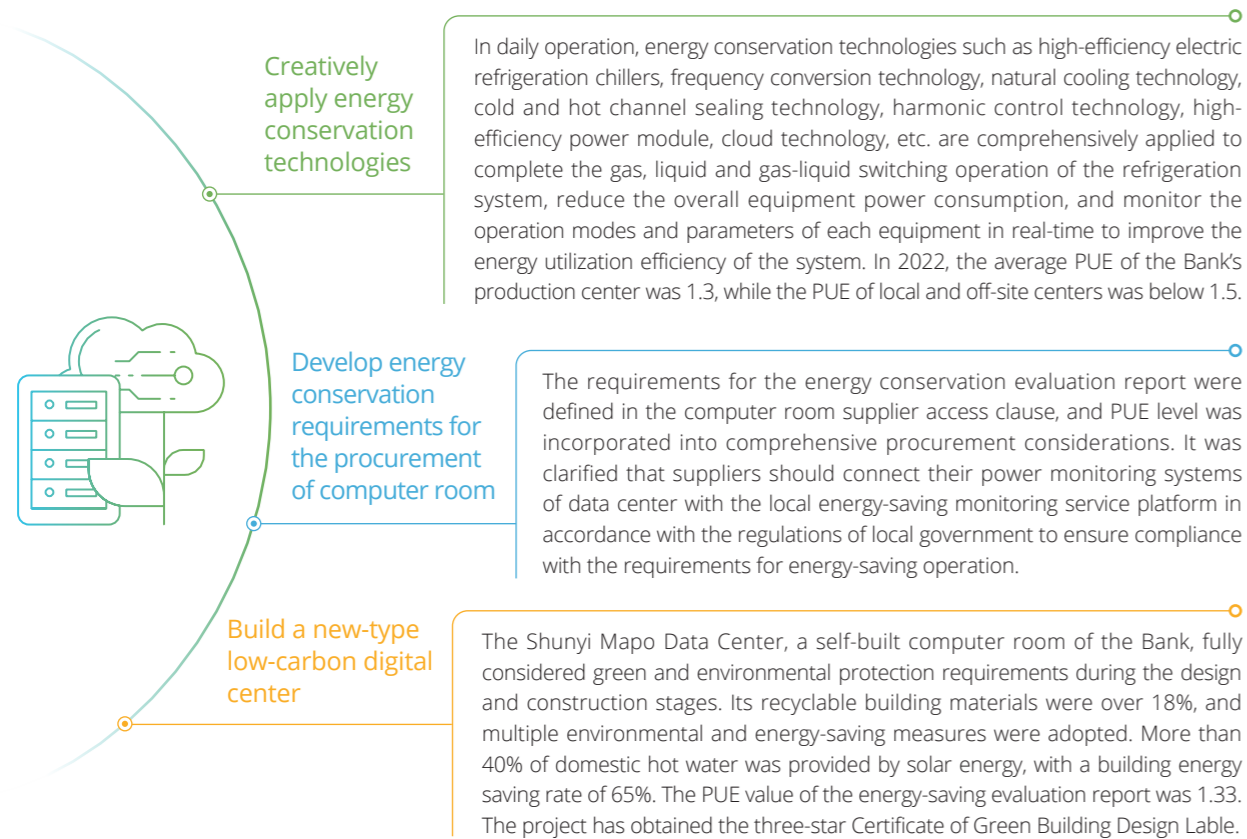 Creatively
apply energy
conservation
technologies
In daily operation, energy conservation technologies such as high-efficiency electric
refrigeration chillers, frequency conversion technology, natural cooling technology,
cold and hot channel sealing technology, harmonic control technology, high-
efficiency power module, cloud technology, etc. are comprehensively applied to
complete the gas, liquid and gas-liquid switching operation of the refrigeration
system, reduce the overall equipment power consumption, and monitor the
operation modes and parameters of each equipment in real-time to improve the
energy utilization efficiency of the system. In 2022, the average PUE of the Bank’s
production center was 1.3, while the PUE of local and off-site centers was below 1.5.
Develop energy
conservation
requirements for
the procurement
of computer room
The requirements for the energy conservation evaluation report were
defined in the computer room supplier access clause, and PUE level was
incorporated into comprehensive procurement considerations. It was
clarified that suppliers should connect their power monitoring systems
of data center with the local energy-saving monitoring service platform in
accordance with the regulations of local government to ensure compliance
with the requirements for energy-saving operation.
Build a new-type
low-carbon digital
center
The Shunyi Mapo Data Center, a self-built computer room of the Bank, fully
considered green and environmental protection requirements during the design
and construction stages. Its recyclable building materials were over 18%, and
multiple environmental and energy-saving measures were adopted. More than
40% of domestic hot water was provided by solar energy, with a building energy
saving rate of 65%. The PUE value of the energy-saving evaluation report was 1.33.
The project has obtained the three-star Certificate of Green Building Design Lable.